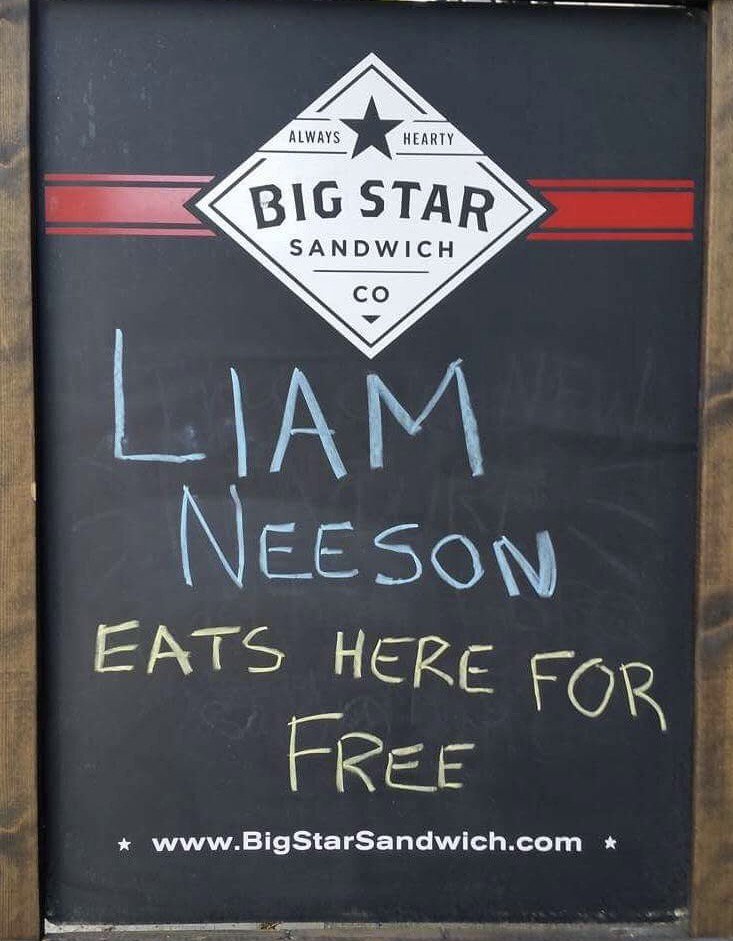 ALWAYS HEARTY
BIG STAR
SANDWICH
CO
LIAM
NEESON
EATS HERE FOR
FREE
www.BigStarSandwich.com